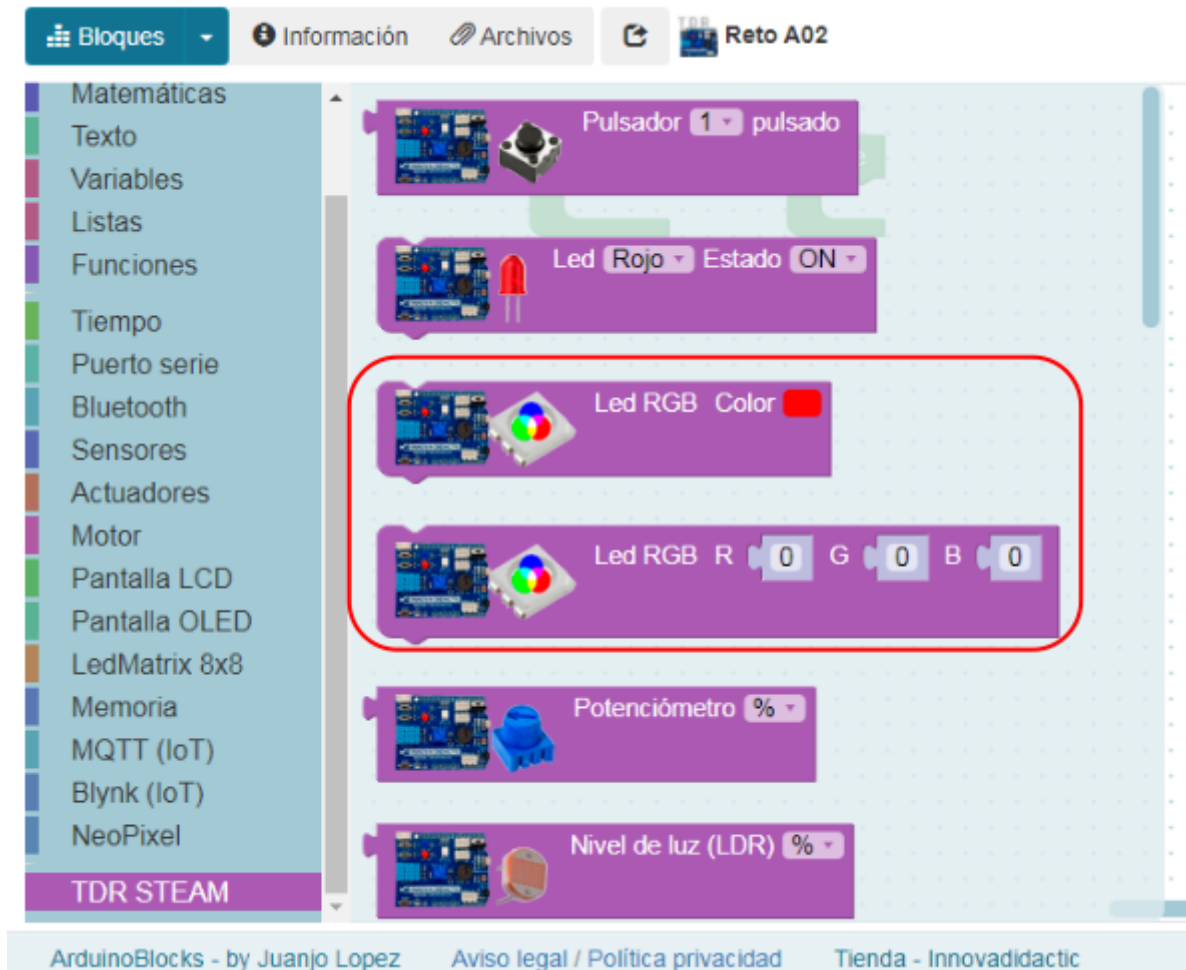 Bloques Información Archivos TDR Reto A02
Matemáticas
Texto
Variables
Listas
Funciones
Tiempo
Puerto serie
Bluetooth
Sensores
Actuadores
Motor
Pantalla LCD
Pantalla OLED
LedMatrix 8x8
Memoria
MQTT (IoT)
Blynk (IoT)
NeoPixel
TDR STEAM
Pulsador 1 pulsado
Led Rojo Estado ON
Led RGB Color
Led RGB R 0 G 0 B 0
Potenciómetro %
Nivel de luz (LDR) %
ArduinoBlocks - by Juanjo Lopez Aviso legal / Política privacidad Tienda - Innovadidactic